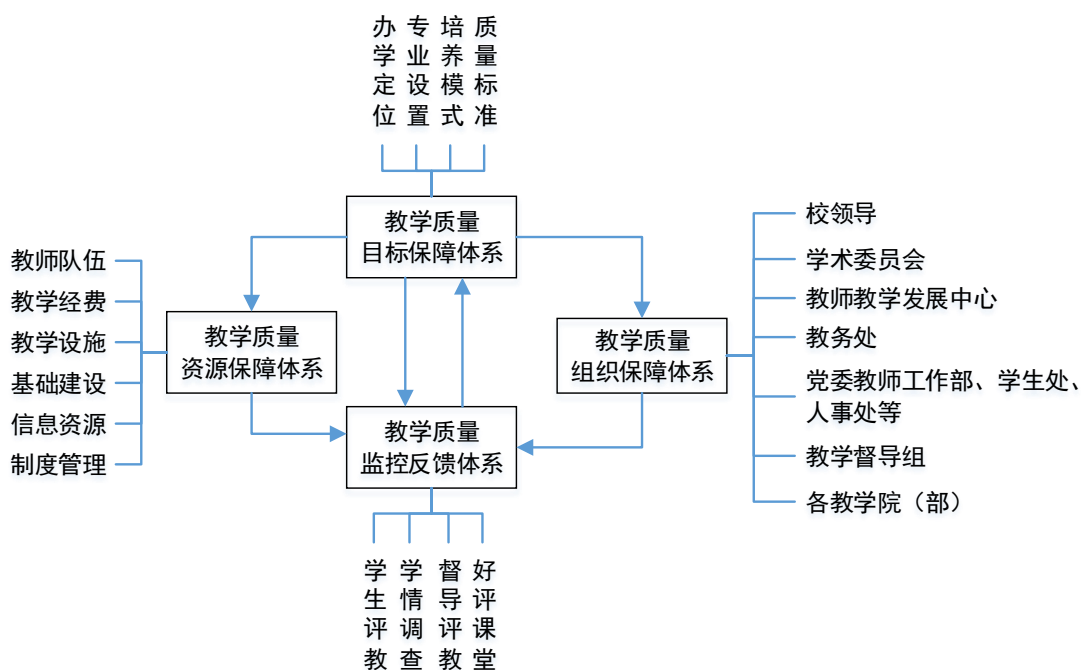 办学定位
专业设置
培养模式
质量标准
教学质量
目标保障体系
教师队伍
教学经费
教学设施
基础建设
信息资源
制度管理
教学质量
资源保障体系
教学质量
组织保障体系
校领导
学术委员会
教师教学发展中心
教务处
党委教师工作部、学生处、
人事处等
教学督导组
各教学院（部）
教学质量
监控反馈体系
学生评教
学情调查
督导评教
好评课堂